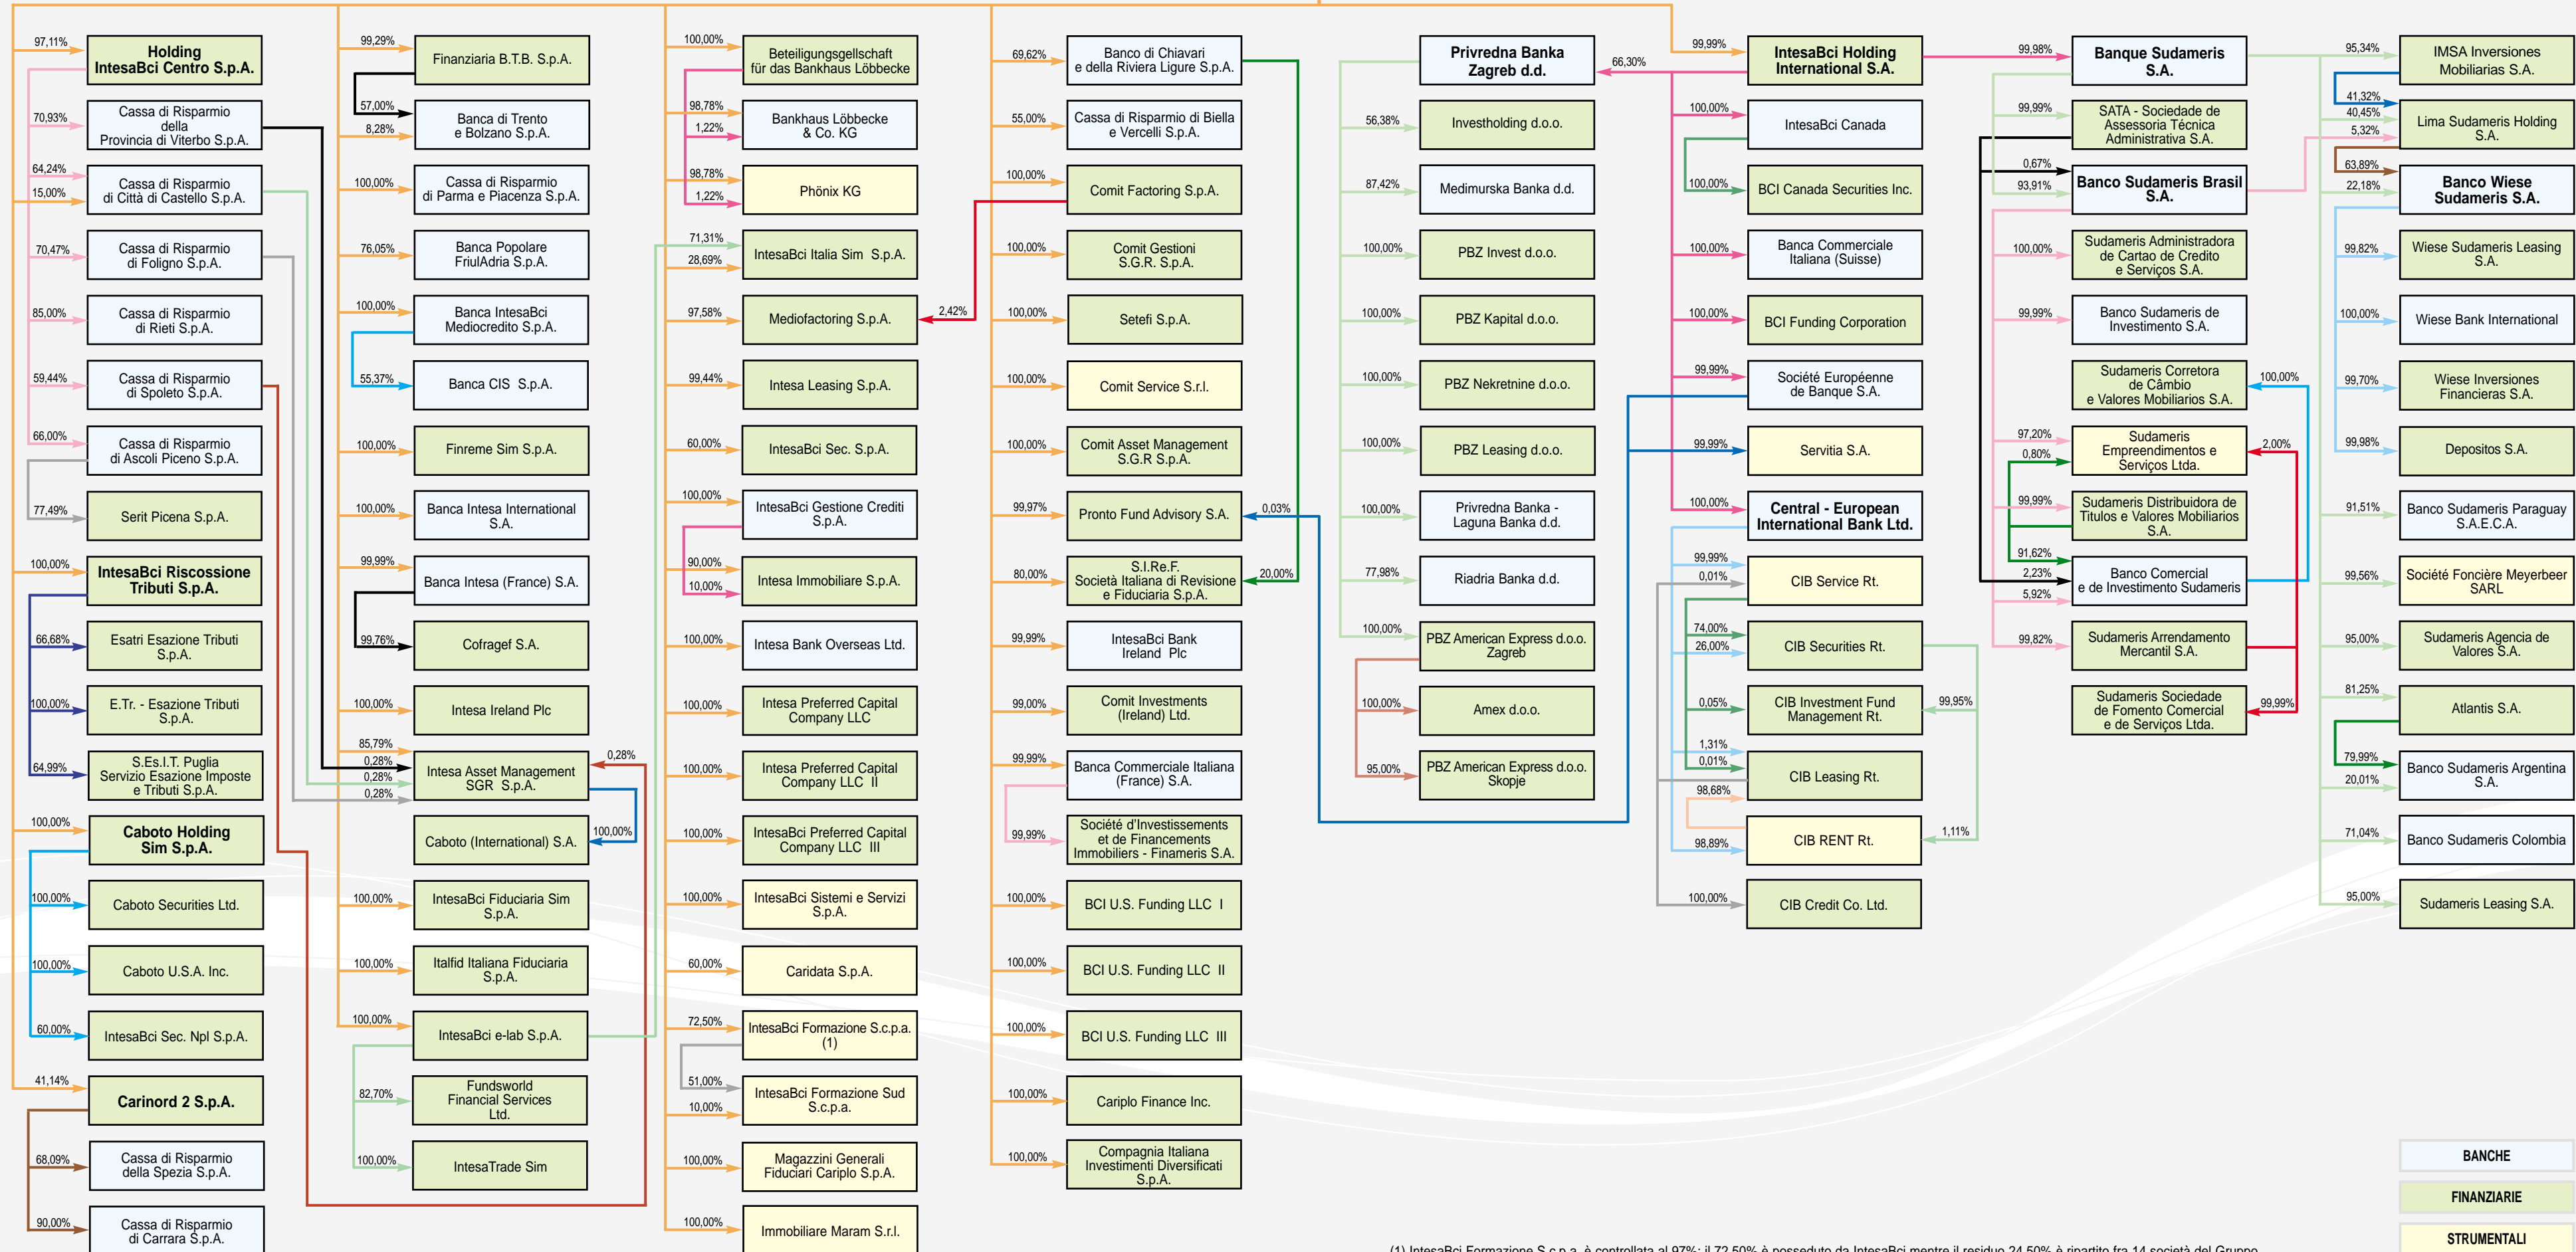 97,11%
Holding
IntesaBci Centro S.p.A.
70,93%
Cassa di Risparmio
della
Provincia di Viterbo S.p.A.
64,24%
15,00%
Cassa di Risparmio
di Città di Castello S.p.A.
70,47%
Cassa di Risparmio
di Foligno S.p.A.
85,00%
Cassa di Risparmio
di Rieti S.p.A.
59,44%
Cassa di Risparmio
di Spoleto S.p.A.
66,00%
Cassa di Risparmio
di Ascoli Piceno S.p.A.
77,49%
Serit Picena S.p.A.
100,00%
IntesaBci Riscossione
Tributi S.p.A.
66,68%
Esatri Esazione Tributi
S.p.A.
100,00%
E.Tr. - Esazione Tributi
S.p.A.
64,99%
S.Es.I.T. Puglia
Servizio Esazione Imposte
e Tributi S.p.A.
100,00%
Caboto Holding
Sim S.p.A.
100,00%
Caboto Securities Ltd.
100,00%
Caboto U.S.A. Inc.
60,00%
IntesaBci Sec. Npl S.p.A.
41,14%
Carinord 2 S.p.A.
68,09%
Cassa di Risparmio
della Spezia S.p.A.
90,00%
Cassa di Risparmio
di Carrara S.p.A.
99,29%
Finanziaria B.T.B. S.p.A.
57,00%
8,28%
Banca di Trento
e Bolzano S.p.A.
100,00%
Cassa di Risparmio
di Parma e Piacenza S.p.A.
76,05%
Banca Popolare
FriulAdria S.p.A.
100,00%
Banca IntesaBci
Mediocredito S.p.A.
55,37%
Banca CIS S.p.A.
100,00%
Finreme Sim S.p.A.
100,00%
Banca Intesa International
S.A.
99,99%
Banca Intesa (France) S.A.
99,76%
Cofragef S.A.
100,00%
Intesa Ireland Plc
85,79%
0,28%
0,28%
0,28%
Intesa Asset Management
SGR S.p.A.
0,28%
Caboto (International) S.A.
100,00%
100,00%
IntesaBci Fiduciaria Sim
S.p.A.
100,00%
Italfid Italiana Fiduciaria
S.p.A.
100,00%
IntesaBci e-lab S.p.A.
82,70%
Fundsworld
Financial Services
Ltd.
100,00%
IntesaTrade Sim
100,00%
Beteiligungsgellschaft
für das Bankhaus Löbbecke
98,78%
1,22%
Bankhaus Löbbecke
& Co. KG
98,78%
1,22%
Phönix KG
71,31%
28,69%
IntesaBci Italia Sim S.p.A.
97,58%
Mediofactoring S.p.A.
2,42%
99,44%
Intesa Leasing S.p.A.
60,00%
IntesaBci Sec. S.p.A.
100,00%
IntesaBci Gestione Crediti
S.p.A.
90,00%
10,00%
Intesa Immobiliare S.p.A.
100,00%
Intesa Bank Overseas Ltd.
100,00%
Intesa Preferred Capital
Company LLC
100,00%
Intesa Preferred Capital
Company LLC II
100,00%
IntesaBci Preferred Capital
Company LLC III
100,00%
IntesaBci Sistemi e Servizi
S.p.A.
60,00%
Caridata S.p.A.
72,50%
IntesaBci Formazione S.c.p.a.
(1)
51,00%
10,00%
IntesaBci Formazione Sud
S.c.p.a.
100,00%
Magazzini Generali
Fiduciari Cariplo S.p.A.
100,00%
Immobiliare Maram S.r.l.
69,62%
Banco di Chiavari
e della Riviera Ligure S.p.A.
55,00%
Cassa di Risparmio di Biella
e Vercelli S.p.A.
100,00%
Comit Factoring S.p.A.
100,00%
Comit Gestioni
S.G.R. S.p.A.
100,00%
Setefi S.p.A.
100,00%
Comit Service S.r.l.
100,00%
Comit Asset Management
S.G.R S.p.A.
99,97%
Pronto Fund Advisory S.A.
0,03%
80,00%
S.I.Re.F.
Società Italiana di Revisione
e Fiduciaria S.p.A.
20,00%
99,99%
IntesaBci Bank
Ireland Plc
99,00%
Comit Investments
(Ireland) Ltd.
99,99%
Banca Commerciale Italiana
(France) S.A.
99,99%
Société d'Investissements
et de Financements
Immobiliers - Finameris S.A.
100,00%
BCI U.S. Funding LLC I
100,00%
BCI U.S. Funding LLC II
100,00%
BCI U.S. Funding LLC III
100,00%
Cariplo Finance Inc.
100,00%
Compagnia Italiana
Investimenti Diversificati
S.p.A.
Privredna Banka
Zagreb d.d.
66,30%
56,38%
Investholding d.o.o.
87,42%
Medimurska Banka d.d.
100,00%
PBZ Invest d.o.o.
100,00%
PBZ Kapital d.o.o.
100,00%
PBZ Nekretnine d.o.o.
100,00%
PBZ Leasing d.o.o.
100,00%
Privredna Banka -
Laguna Banka d.d.
77,98%
Riadria Banka d.d.
100,00%
PBZ American Express d.o.o.
Zagreb
100,00%
Amex d.o.o.
95,00%
PBZ American Express d.o.o.
Skopje
99,99%
IntesaBci Holding
International S.A.
100,00%
IntesaBci Canada
100,00%
BCI Canada Securities Inc.
100,00%
Banca Commerciale
Italiana (Suisse)
100,00%
BCI Funding Corporation
99,99%
Société Européenne
de Banque S.A.
99,99%
Servitia S.A.
100,00%
Central - European
International Bank Ltd.
99,99%
0,01%
CIB Service Rt.
74,00%
26,00%
CIB Securities Rt.
0,05%
CIB Investment Fund
Management Rt.
99,95%
1,31%
0,01%
CIB Leasing Rt.
98,68%
98,89%
CIB RENT Rt.
1,11%
100,00%
CIB Credit Co. Ltd.
99,98%
Banque Sudameris
S.A.
99,99%
SATA - Sociedade de
Assessoria Técnica
Administrativa S.A.
0,67%
93,91%
Banco Sudameris Brasil
S.A.
100,00%
Sudameris Administradora
de Cartao de Credito
e Serviços S.A.
99,99%
Banco Sudameris de
Investimento S.A.
Sudameris Corretora
de Câmbio
e Valores Mobiliarios S.A.
100,00%
97,20%
0,80%
Sudameris
Empreendimentos e
Serviços Ltda.
2,00%
99,99%
Sudameris Distribuidora de
Titulos e Valores Mobiliarios
S.A.
91,62%
2,23%
5,92%
Banco Comercial
e de Investimento Sudameris
99,82%
Sudameris Arrendamento
Mercantil S.A.
Sudameris Sociedade
de Fomento Comercial
e de Serviços Ltda.
99,99%
95,34%
IMSA Inversiones
Mobiliarias S.A.
41,32%
40,45%
5,32%
Lima Sudameris Holding
S.A.
63,89%
22,18%
Banco Wiese
Sudameris S.A.
99,82%
Wiese Sudameris Leasing
S.A.
100,00%
Wiese Bank International
99,70%
Wiese Inversiones
Financieras S.A.
99,98%
Depositos S.A.
91,51%
Banco Sudameris Paraguay
S.A.E.C.A.
99,56%
Société Foncière Meyerbeer
SARL
95,00%
Sudameris Agencia de
Valores S.A.
81,25%
Atlantis S.A.
79,99%
20,01%
Banco Sudameris Argentina
S.A.
71,04%
Banco Sudameris Colombia
95,00%
Sudameris Leasing S.A.
BANCHE
FINANZIARIE
STRUMENTALI
(1) IntesaBci Formazione S.c.p.a. è controllata al 97%: il 72,50% è posseduto da IntesaBci mentre il residuo 24,50% è ripartito fra 14 società del Gruppo